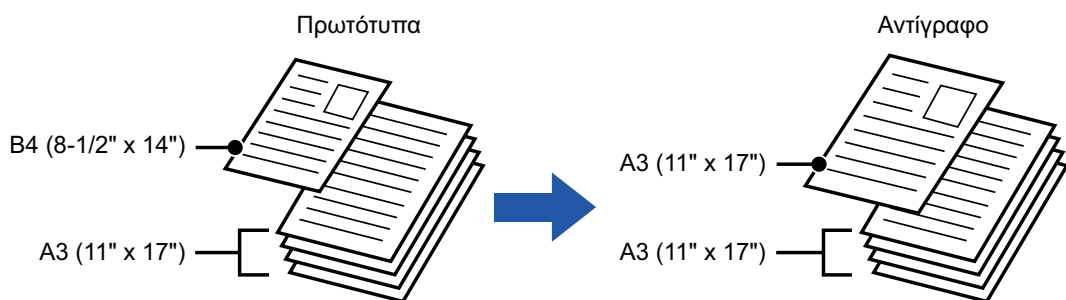 Πρωτότυπα
B4 (8-1/2" x 14")
A3 (11" x 17")
Αντίγραφο
A3 (11" x 17")
A3 (11" x 17")